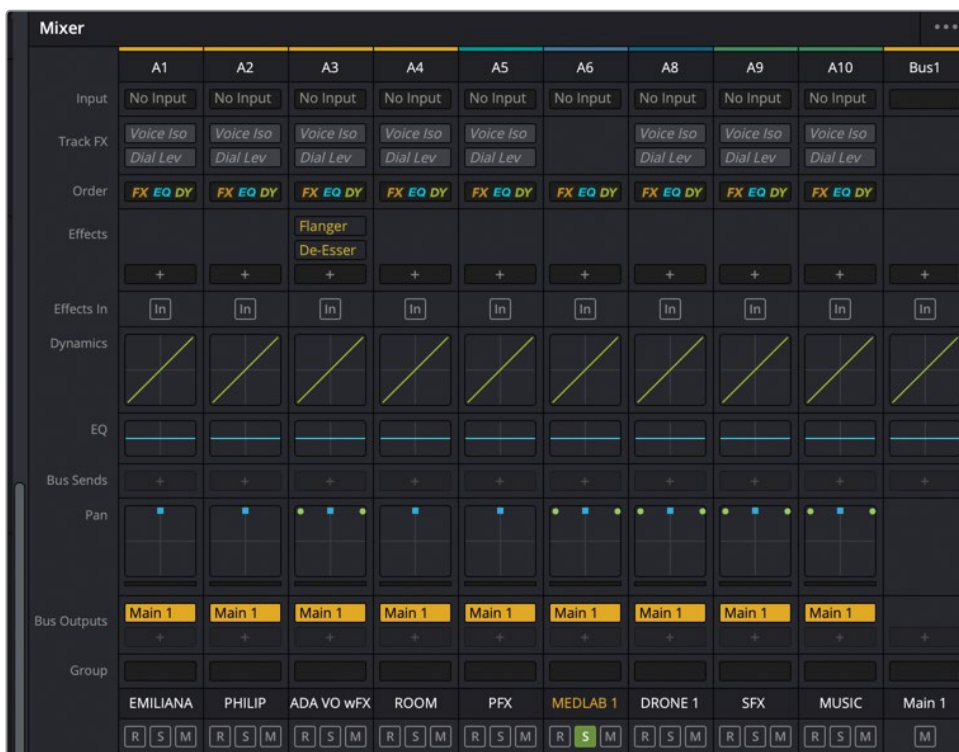 Mixer
A1 A2 A3 A4 A5 A6 A8 A9 A10 Bus1
Input No Input No Input No Input No Input No Input No Input No Input No Input No Input
Track FX Voice Iso Voice Iso Voice Iso Voice Iso Voice Iso Voice Iso Voice Iso Voice Iso
Dial Lev Dial Lev Dial Lev Dial Lev Dial Lev Dial Lev Dial Lev Dial Lev
Order FX EQ DY FX EQ DY FX EQ DY FX EQ DY FX EQ DY FX EQ DY FX EQ DY FX EQ DY FX EQ DY
Effects Flanger
De-Esser
+ + + + + + + + + +
Effects In In In In In In In In In In In
Dynamics
EQ
Bus Sends + + + + + + + + + +
Pan
Bus Outputs Main 1 Main 1 Main 1 Main 1 Main 1 Main 1 Main 1 Main 1 Main 1
+ + + + + + + + + +
Group
EMILIANA PHILIP ADA VO wFX ROOM PFX MEDLAB 1 DRONE 1 SFX MUSIC Main 1
R S M R S M R S M R S M R S M R S M R S M R S M R S M M